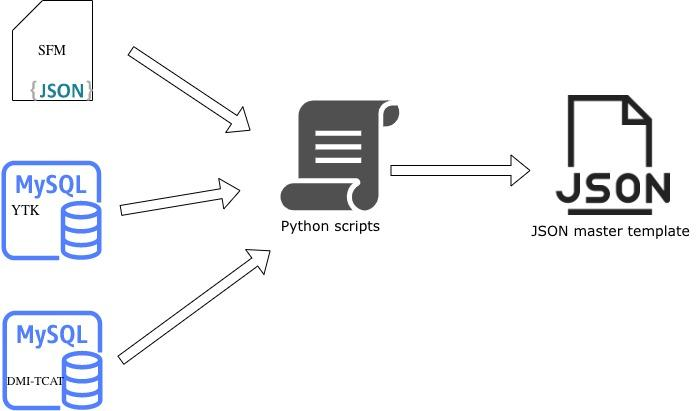 SFM
{JSON}
MySQL
YTK
MySQL
DMI-TCAT
Python scripts
JSON
JSON master template